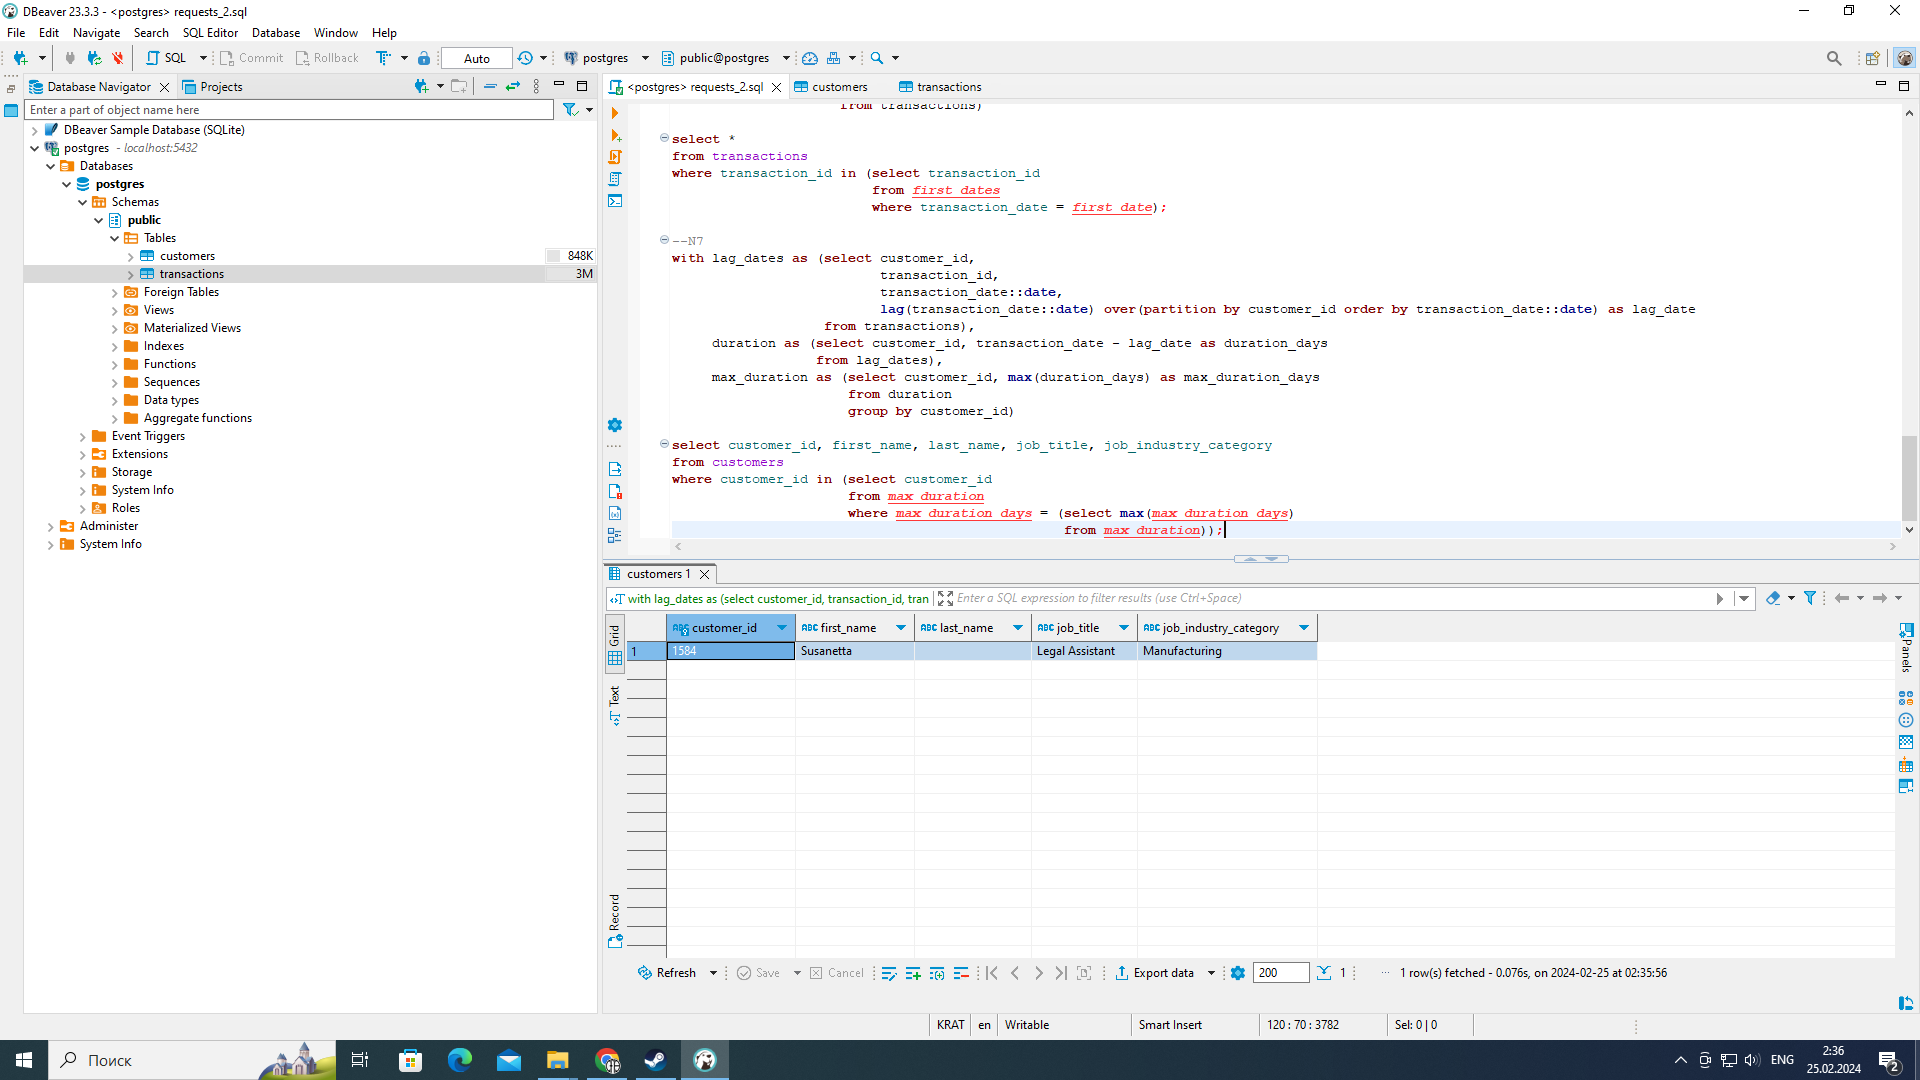 DBeaver 23.3.3 - <postgres> requests_2.sql
File Edit Navigate Search SQL Editor Database Window Help
SQL Commit Rollback Auto postgres public@postgres
Database Navigator Projects
Enter a part of object name here
DBeaver Sample Database (SQLite)
postgres - localhost:5432
Databases
postgres
Schemas
public
Tables
customers 848K
transactions 3M
Foreign Tables
Views
Materialized Views
Indexes
Functions
Sequences
Data types
Aggregate functions
Event Triggers
Extensions
Storage
System Info
Roles
Administer
System Info
<postgres> requests_2.sql customers transactions
from transactions)
select *
from transactions
where transaction_id in (select transaction_id
from first_dates
where transaction_date = first_date);
--N7
with lag_dates as (select customer_id,
transaction_id,
transaction_date::date,
lag(transaction_date::date) over(partition by customer_id order by transaction_date::date) as lag_date
from transactions),
duration as (select customer_id, transaction_date - lag_date as duration_days
from lag_dates),
max_duration as (select customer_id, max(duration_days) as max_duration_days
from duration
group by customer_id)
select customer_id, first_name, last_name, job_title, job_industry_category
from customers
where customer_id in (select customer_id
from max_duration
where max_duration_days = (select max(max_duration_days)
from max_duration));
customers 1
with lag_dates as (select customer_id, transaction_id, tran Enter a SQL expression to filter results (use Ctrl+Space)
Grid
Text
Record
Panels
ABC customer_id ABC first_name ABC last_name ABC job_title ABC job_industry_category
1 1584 Susanetta Legal Assistant Manufacturing
Refresh Save Cancel Export data 200 1 ... 1 row(s) fetched - 0.076s, on 2024-02-25 at 02:35:56
KRAT en Writable Smart Insert 120 : 70 : 3782 Sel: 0 | 0
Поиск
ENG
2:36
25.02.2024
2